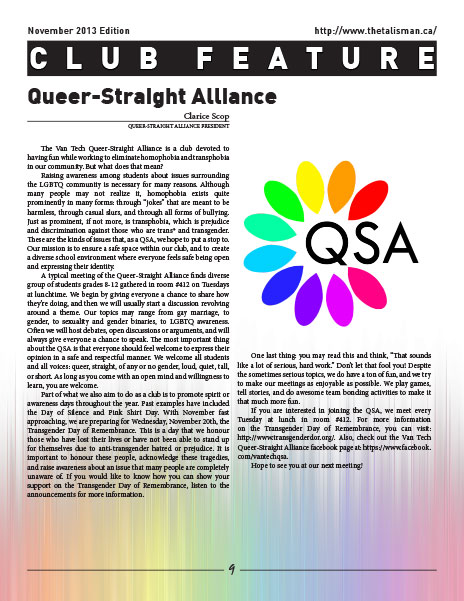 November 2013 Edition
http://www.thetalisman.ca/
CLUB FEATURE
Queer-Straight Alliance
Clarice Scop
QUEER-STRAIGHT ALLIANCE PRESIDENT
The Van Tech Queer-Straight Alliance is a club devoted to
having fun while working to eliminate homophobia and transphobia
in our community. But what does that mean?
Raising awareness among students about issues surrounding
the LGBTQ community is necessary for many reasons. Although
many people may not realize it, homophobia exists quite
prominently in many forms: through “jokes” that are meant to be
harmless, through casual slurs, and through all forms of bullying.
Just as prominent, if not more, is transphobia, which is prejudice
and discrimination against those who are trans* and transgender.
These are the kinds of issues that, as a QSA, we hope to put a stop to.
Our mission is to ensure a safe space within our club, and to create
a diverse school environment where everyone feels safe being open
and expressing their identity.
A typical meeting of the Queer-Straight Alliance finds diverse
group of students grades 8-12 gathered in room #412 on Tuesdays
at lunchtime. We begin by giving everyone a chance to share how
they're doing, and then we will usually start a discussion revolving
around a theme. Our topics may range from gay marriage, to
gender, to sexuality and gender binaries, to LGBTQ awareness.
Often we will host debates, open discussions or arguments, and will
always give everyone a chance to speak. The most important thing
about the QSA is that everyone should feel welcome to express their
opinion in a safe and respectful manner. We welcome all students
and all voices: queer, straight, of any or no gender, loud, quiet, tall,
or short. As long as you come with an open mind and willingness to
learn, you are welcome.
Part of what we also aim to do as a club is to promote spirit or
awareness days throughout the year. Past examples have included
the Day of Silence and Pink Shirt Day. With November fast
approaching, we are preparing for Wednesday, November 20th, the
Transgender Day of Remembrance. This is a day that we honour
those who have lost their lives or have not been able to stand up
for themselves due to anti-transgender hatred or prejudice. It is
important to honour these people, acknowledge these tragedies,
and raise awareness about an issue that many people are completely
unaware of. If you would like to know how you can show your
support on the Transgender Day of Remembrance, listen to the
announcements for more information.
QSA
One last thing: you may read this and think, “That sounds
like a lot of serious, hard work.” Don't let that fool you! Despite
the sometimes serious topics, we do have a ton of fun, and we try
to make our meetings as enjoyable as possible. We play games,
tell stories, and do awesome team bonding activities to make it
that much more fun.
If you are interested in joining the QSA, we meet every
Tuesday at lunch in room #412. For more information
on Transgender Day of Remembrance, you can visit:
http://www.transgenderdor.org/. Also, check out the Van Tech
Queer-Straight Alliance facebook page at: https://www.facebook.
com/vantechqsa.
Hope to see you at our next meeting!
9